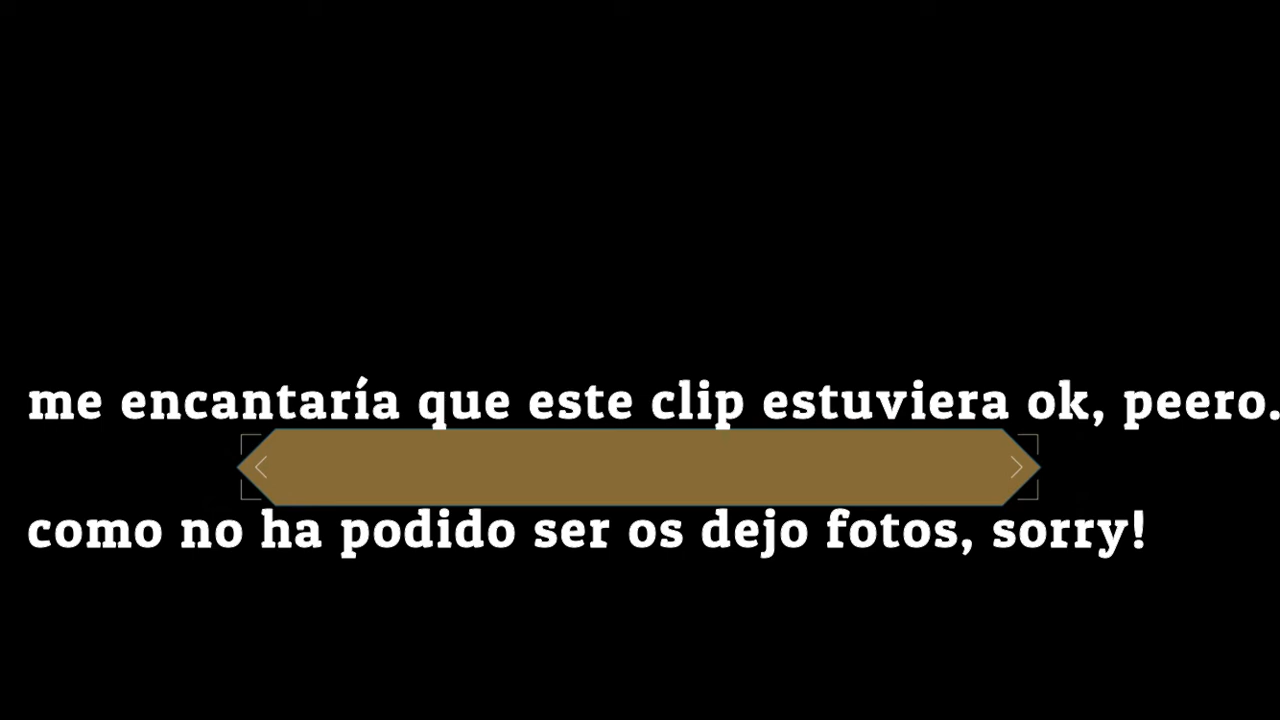 me encantaría que este clip estuviera ok, peero.
como no ha podido ser os dejo fotos, sorry!